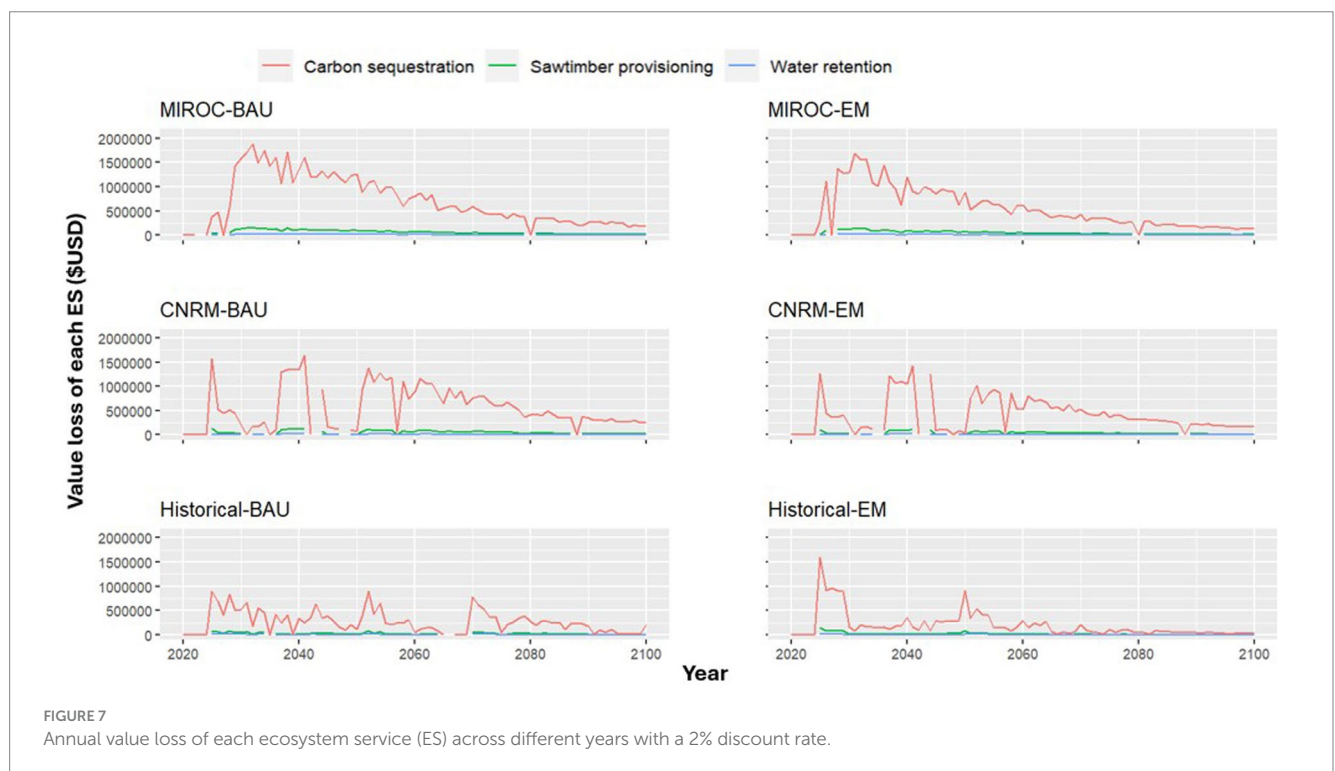 Carbon sequestration Sawtimber provisioning Water retention
MIROC-BAU MIROC-EM
2000000
1500000
1000000
500000
0
CNRM-BAU CNRM-EM
2000000
1500000
1000000
500000
0
Value loss of each ES ($USD)
Historical-BAU Historical-EM
2000000
1500000
1000000
500000
0
2020 2040 2060 2080 2100 2020 2040 2060 2080 2100
Year
FIGURE 7
Annual value loss of each ecosystem service (ES) across different years with a 2% discount rate.